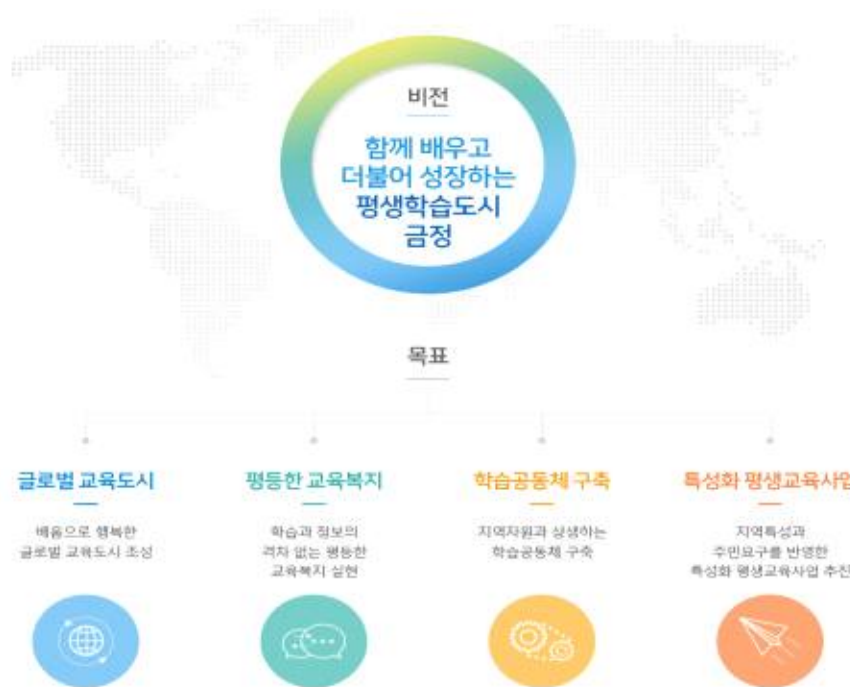 비전
함께 배우고
더불어 성장하는
평생학습도시
금정
목표
글로벌 교육도시
배움으로 행복한
글로벌 교육도시 조성
평등한 교육복지
학습과 정보의
격차 없는 평등한
교육복지 실현
학습공동체 구축
지역자원과 상생하는
학습공동체 구축
특성화 평생교육사업
지역특성과
주민요구를 반영한
특성화 평생교육사업 추진